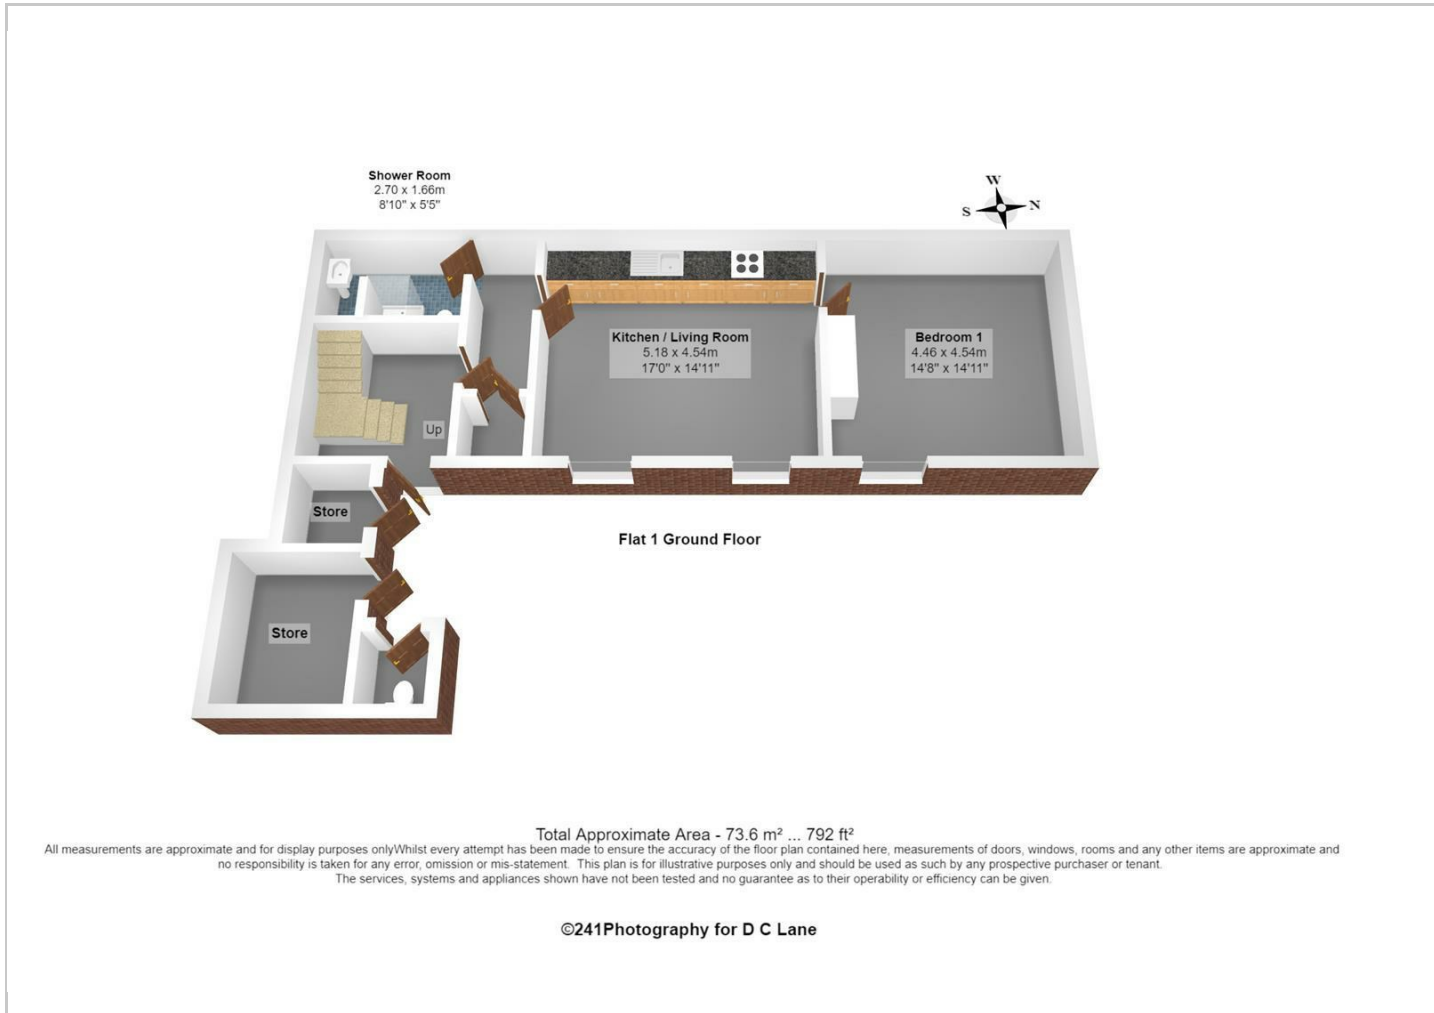 Shower Room
2.70 x 1.66m
8'10" x 5'5"
W
S
N
Kitchen / Living Room
5.18 x 4.54m
17'0" x 14'11"
Bedroom 1
4.46 x 4.54m
14'8" x 14'11"
Up
Store
Flat 1 Ground Floor
Store
Total Approximate Area - 73.6 m² ... 792 ft²
All measurements are approximate and for display purposes onlyWhilst every attempt has been made to ensure the accuracy of the floor plan contained here, measurements of doors, windows, rooms and any other items are approximate and
no responsibility is taken for any error, omission or mis-statement. This plan is for illustrative purposes only and should be used as such by any prospective purchaser or tenant.
The services, systems and appliances shown have not been tested and no guarantee as to their operability or efficiency can be given.
©241Photography for D C Lane